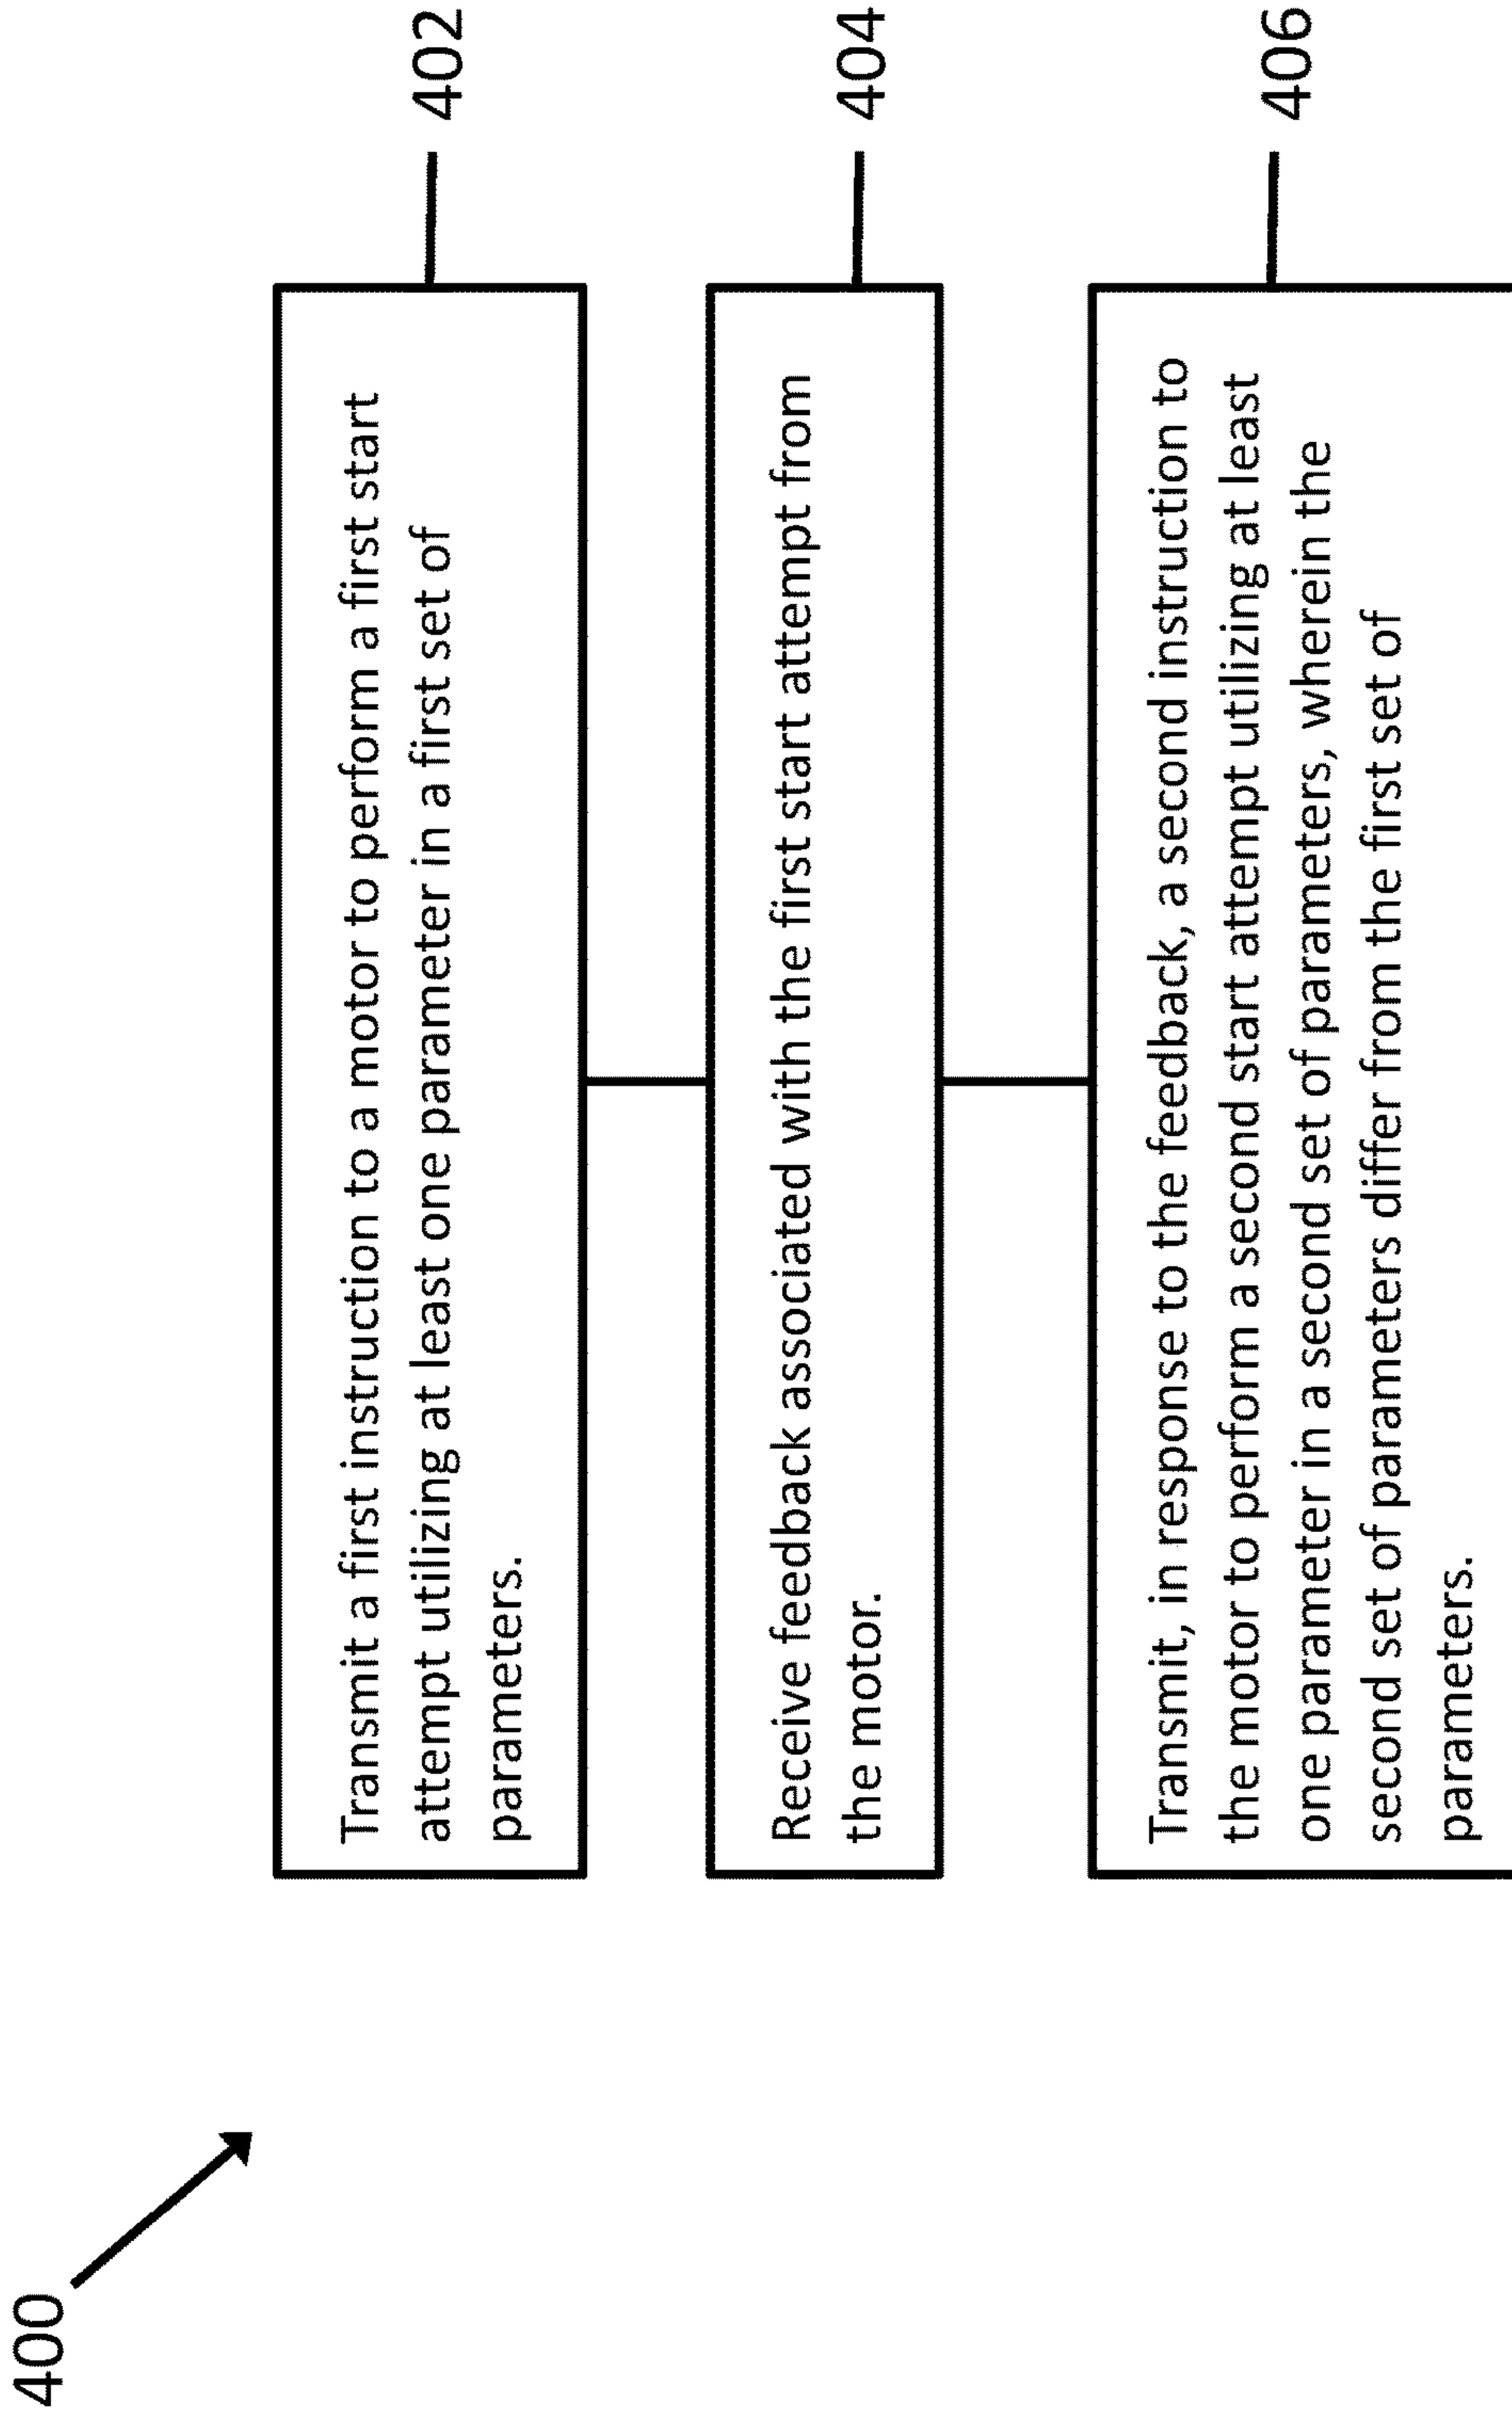 400
Transmit a first instruction to a motor to perform a first start
attempt utilizing at least one parameter in a first set of
parameters.
402
Receive feedback associated with the first start attempt from
the motor.
404
Transmit, in response to the feedback, a second instruction to
the motor to perform a second start attempt utilizing at least
one parameter in a second set of parameters, wherein the
second set of parameters differ from the first set of
parameters.
406